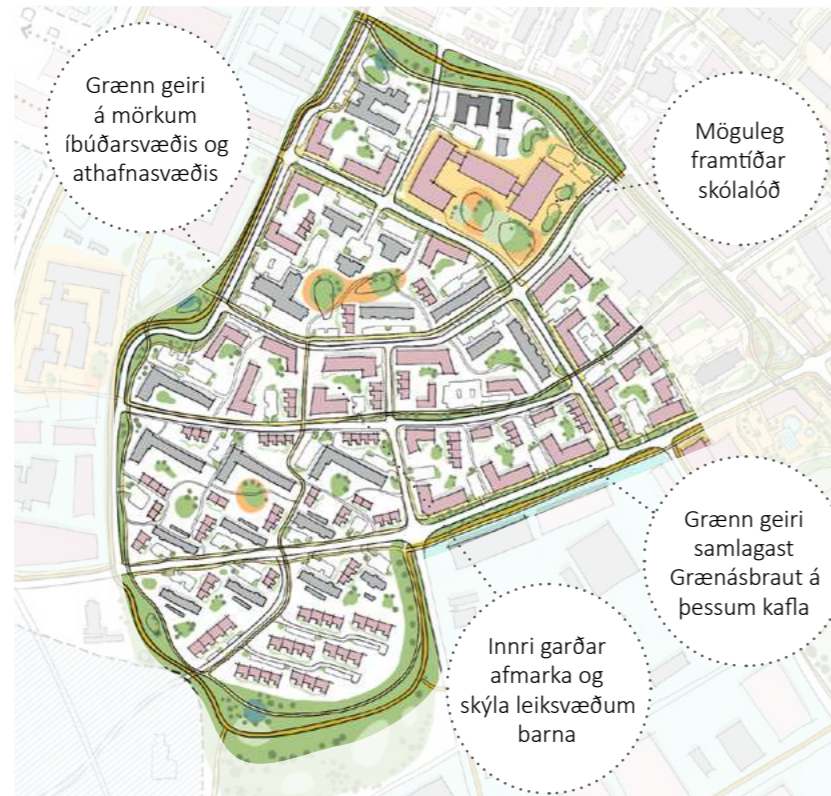 Grænn geiri
á mörkum
íbúðarsvæðis og
athafnasvæðis
Möguleg
framtíðar
skólalóð
Grænn geiri
samlagast
Grænásbraut á
þessum kafla
Innri garðar
afmarka og
skýla leiksvæðum
barna